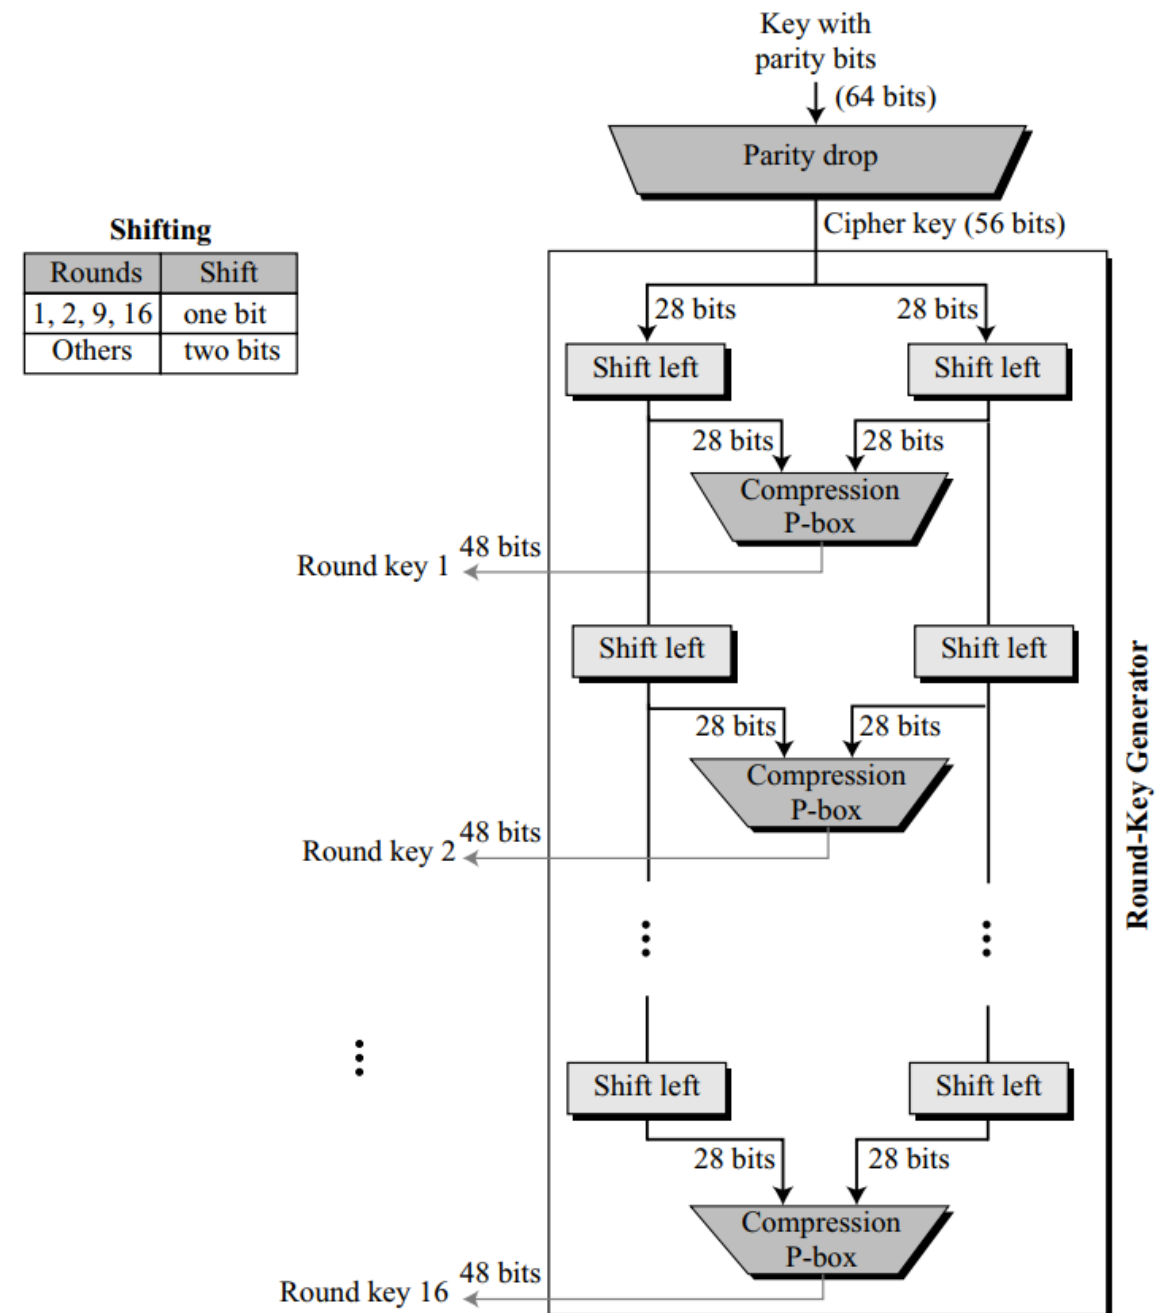 Key with
parity bits
(64 bits)
Parity drop
Cipher key (56 bits)
Shifting
Rounds Shift
1, 2, 9, 16 one bit
Others two bits
28 bits 28 bits
Shift left Shift left
28 bits 28 bits
Compression
P-box
48 bits
Round key 1
Shift left Shift left
28 bits 28 bits
Compression
P-box
48 bits
Round key 2
Shift left Shift left
28 bits 28 bits
Compression
P-box
48 bits
Round key 16
Round-Key Generator